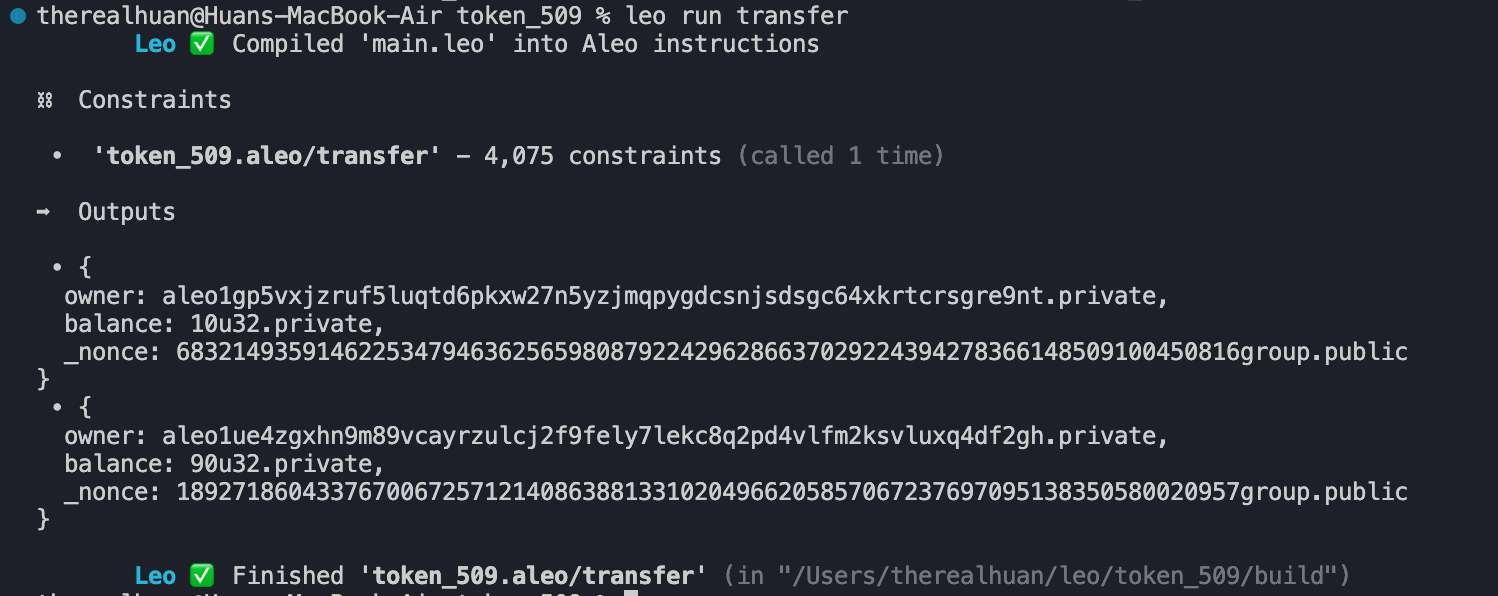 therealhuan@Huans-MacBook-Air token_509 % leo run transfer
Leo ✅ Compiled 'main.leo' into Aleo instructions
⛓ Constraints
• 'token_509.aleo/transfer' - 4,075 constraints (called 1 time)
➡ Outputs
• {
owner: aleo1gp5vxjzruf5luqtd6pkxw27n5yzjmqpygdcsnjsdsgc64xkrtcrsgre9nt.private,
balance: 10u32.private,
_nonce: 6832149359146225347946362565980879224296286637029224394278366148509100450816group.public
}
• {
owner: aleo1ue4zgxhn9m89vcayrzulcj2f9fely7lekc8q2pd4vlfm2ksvluxq4df2gh.private,
balance: 90u32.private,
_nonce: 1892718604337670067257121408638813310204966205857067237697095138350580020957group.public
}
Leo ✅ Finished 'token_509.aleo/transfer' (in "/Users/therealhuan/leo/token_509/build")